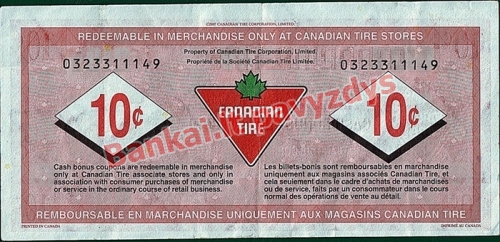 ©2002 CANADIAN TIRE CORPORATION, LIMITED
REDEEMABLE IN MERCHANDISE ONLY AT CANADIAN TIRE STORES
Property of Canadian Tire Corporation, Limited.
Propriété de la Société Canadian Tire Limitée.
0323311149
0323311149
10¢
CANADIAN
TIRE
10¢
Cash bonus coupons are redeemable in merchandise
only at Canadian Tire associate stores and only in
association with consumer purchases of merchandise
or service in the ordinary course of retail business.
Les billets-bonis sont remboursables en marchandise
uniquement aux magasins associés Canadian Tire, et
cela seulement dans le cadre d'achats de marchandises
ou de service, faits par un consommateur dans le cours
normal des opérations de vente au détail.
REMBOURSABLE EN MARCHANDISE UNIQUEMENT AUX MAGASINS CANADIAN TIRE
PRINTED IN CANADA
IMPRIMÉ AU CANADA